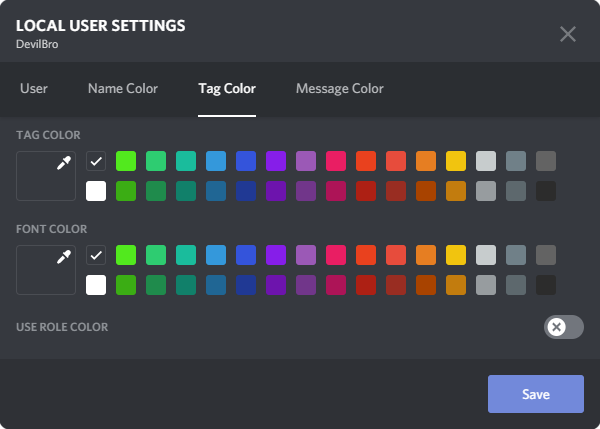 LOCAL USER SETTINGS
DevilBro
User Name Color Tag Color Message Color
TAG COLOR
FONT COLOR
USE ROLE COLOR
Save